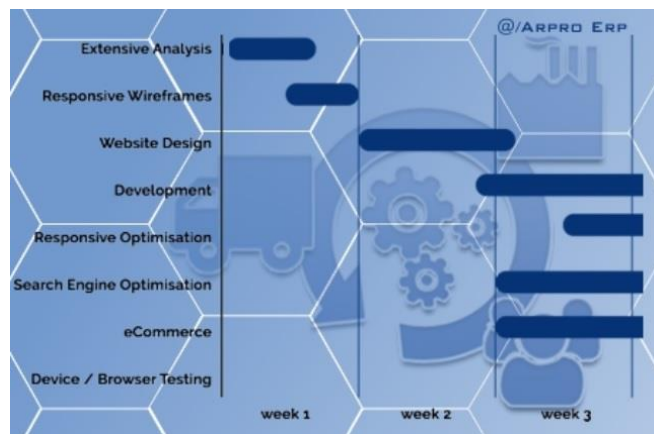 @/Arpro Erp
Extensive Analysis
Responsive Wireframes
Website Design
Development
Responsive Optimisation
Search Engine Optimisation
eCommerce
Device / Browser Testing
week 1 week 2 week 3